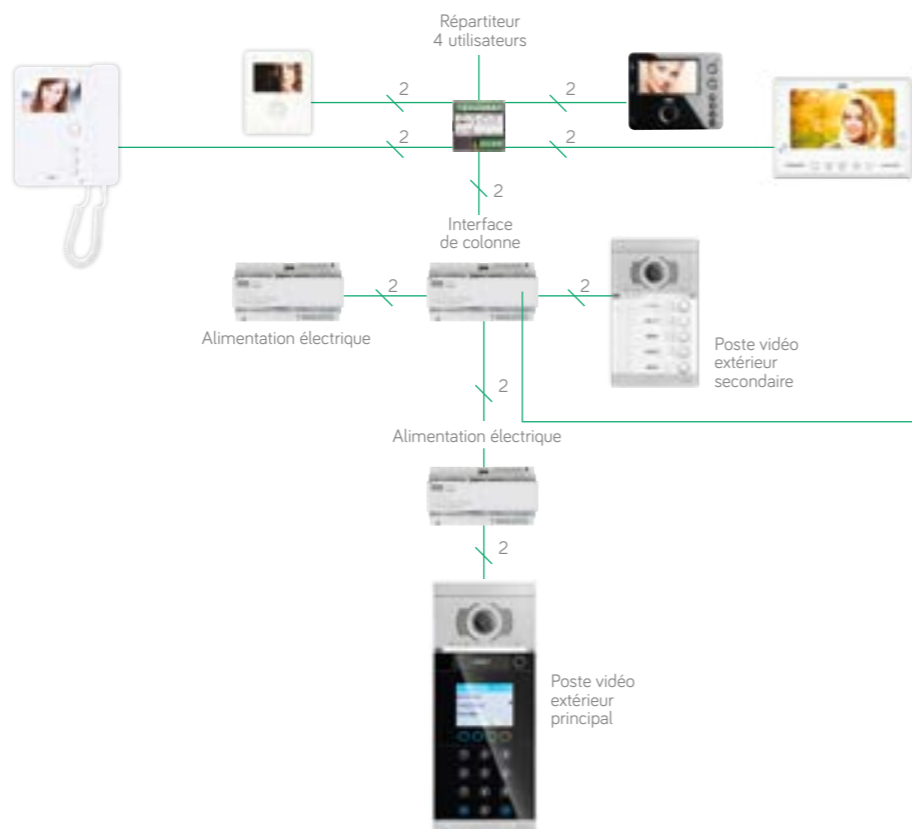 Répartiteur
4 utilisateurs
2
2
2
2
2
Interface
de colonne
2
2
Alimentation électrique
Poste vidéo
extérieur
secondaire
2
Alimentation électrique
2
Poste vidéo
extérieur
principal